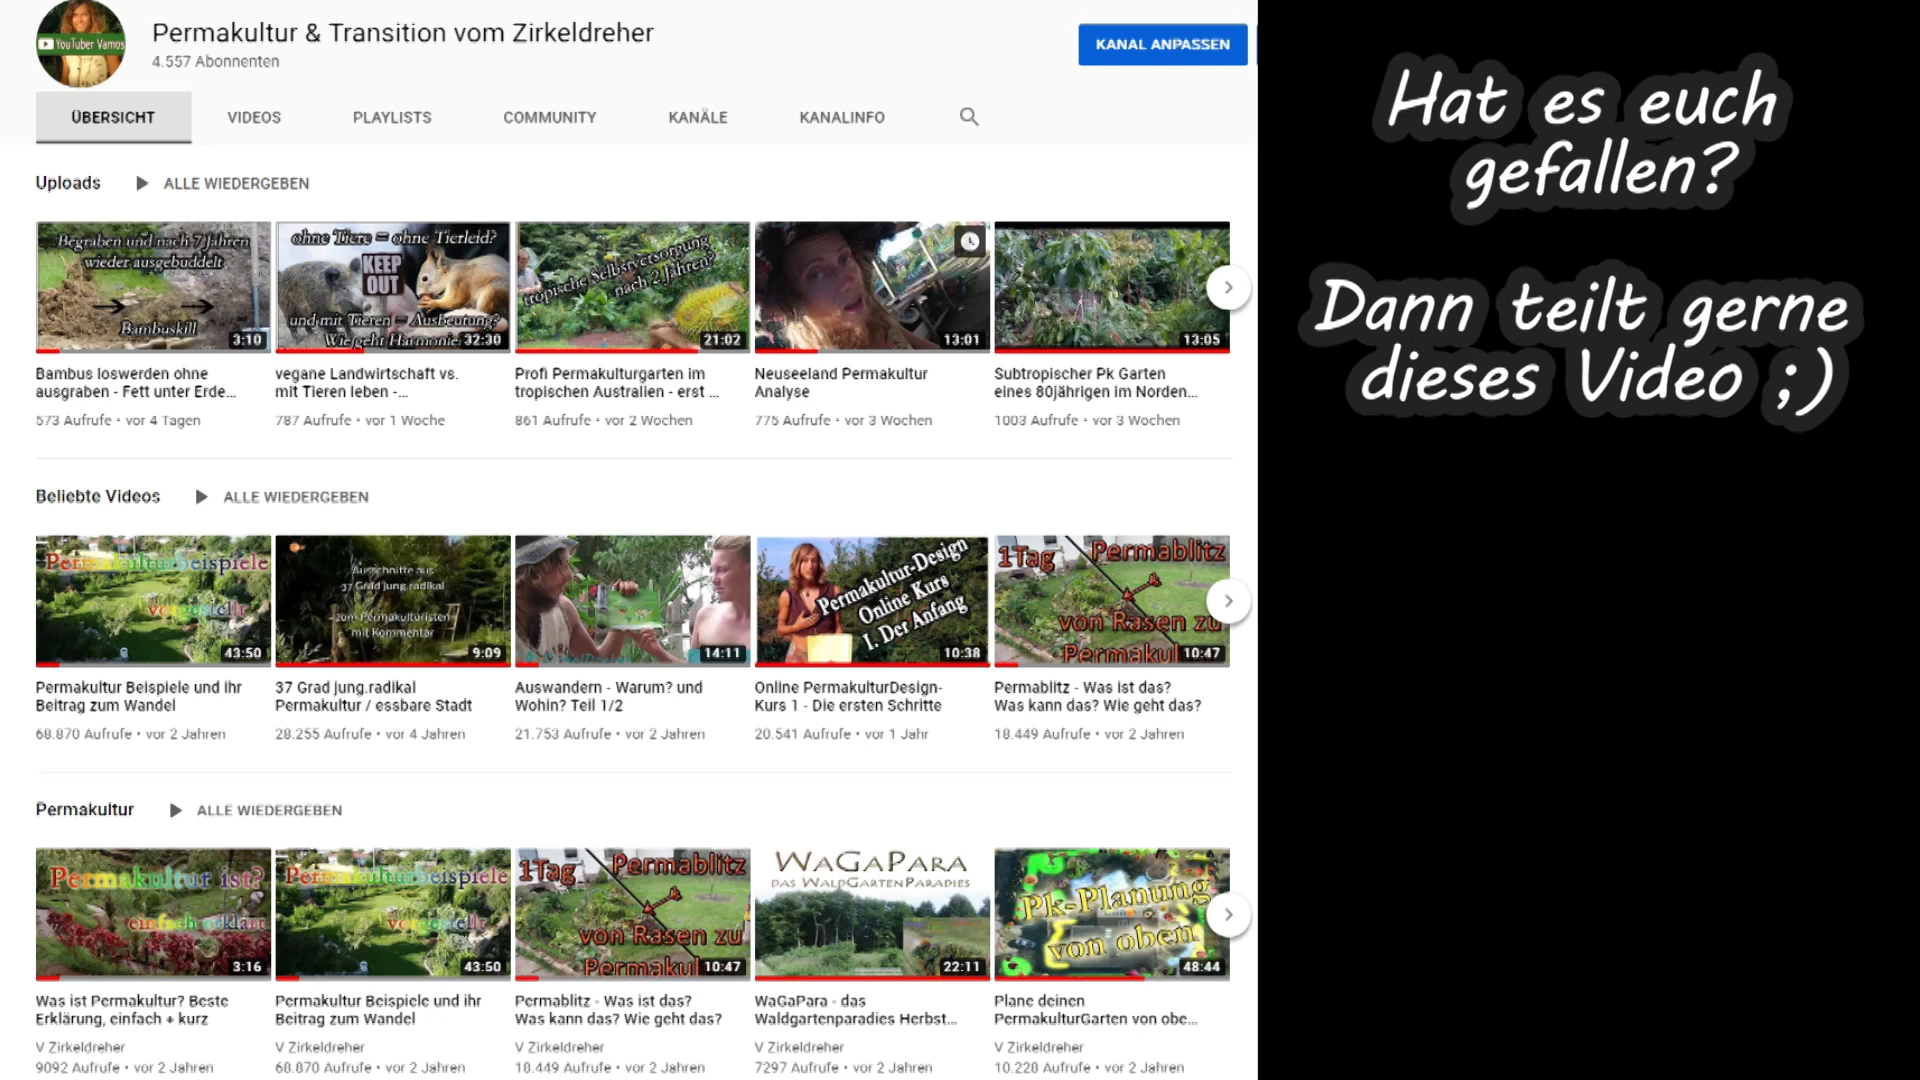 YouTuber Vamos
Permakultur & Transition vom Zirkeldreher
4.557 Abonnenten
KANAL ANPASSEN
ÜBERSICHT
VIDEOS
PLAYLISTS
COMMUNITY
KANÄLE
KANALINFO
Uploads
ALLE WIEDERGEBEN
Begraben und nach 7 Jahren
wieder ausgebuddelt
Bambuskill
3:10
Bambus loswerden ohne
ausgraben - Fett unter Erde...
573 Aufrufe • vor 4 Tagen
ohne Tiere = ohne Tierleid?
KEEP
OUT
und mit Tieren = Ausbeutung?
Wie geht Harmonie
32:30
vegane Landwirtschaft vs.
mit Tieren leben -...
787 Aufrufe • vor 1 Woche
tropische Selbsversorgung
nach 2 Jahren?
21:02
Profi Permakulturgarten im
tropischen Australien - erst ...
861 Aufrufe • vor 2 Wochen
13:01
Neuseeland Permakultur
Analyse
775 Aufrufe • vor 3 Wochen
13:05
Subtropischer Pk Garten
eines 80jährigen im Norden...
1003 Aufrufe • vor 3 Wochen
Beliebte Videos
ALLE WIEDERGEBEN
Permakulturbeispiele
vorgestellt
43:50
Permakultur Beispiele und ihr
Beitrag zum Wandel
68.870 Aufrufe • vor 2 Jahren
Ausschnitte aus
37 Grad jung.radikal
zum Permakulturisten
mit Kommentar
9:09
37 Grad jung.radikal
Permakultur / essbare Stadt
28.255 Aufrufe • vor 4 Jahren
14:11
Auswandern - Warum? und
Wohin? Teil 1/2
21.753 Aufrufe • vor 2 Jahren
Permakultur-Design
Online Kurs
1. Der Anfang
10:38
Online PermakulturDesign-
Kurs 1 - Die ersten Schritte
20.541 Aufrufe • vor 1 Jahr
1Tag Permablitz
von Rasen zu
Permakul
10:47
Permablitz - Was ist das?
Was kann das? Wie geht das?
18.449 Aufrufe • vor 2 Jahren
Permakultur
ALLE WIEDERGEBEN
Permakultur ist?
einfach erklärt
3:16
Was ist Permakultur? Beste
Erklärung, einfach + kurz
V Zirkeldreher
9092 Aufrufe • vor 2 Jahren
Permakulturbeispiele
vorgestellt
43:50
Permakultur Beispiele und ihr
Beitrag zum Wandel
V Zirkeldreher
68.870 Aufrufe • vor 2 Jahren
1Tag Permablitz
von Rasen zu
Permakul
10:47
Permablitz - Was ist das?
Was kann das? Wie geht das?
V Zirkeldreher
18.449 Aufrufe • vor 2 Jahren
WaGaPara
das WaldGartenParadies
22:11
WaGaPara - das
Waldgartenparadies Herbst...
V Zirkeldreher
7297 Aufrufe • vor 2 Jahren
Pk-Planung
von oben
48:44
Plane deinen
PermakulturGarten von obe...
V Zirkeldreher
10.228 Aufrufe • vor 2 Jahren
Hat es euch
gefallen?
Dann teilt gerne
dieses Video ;)